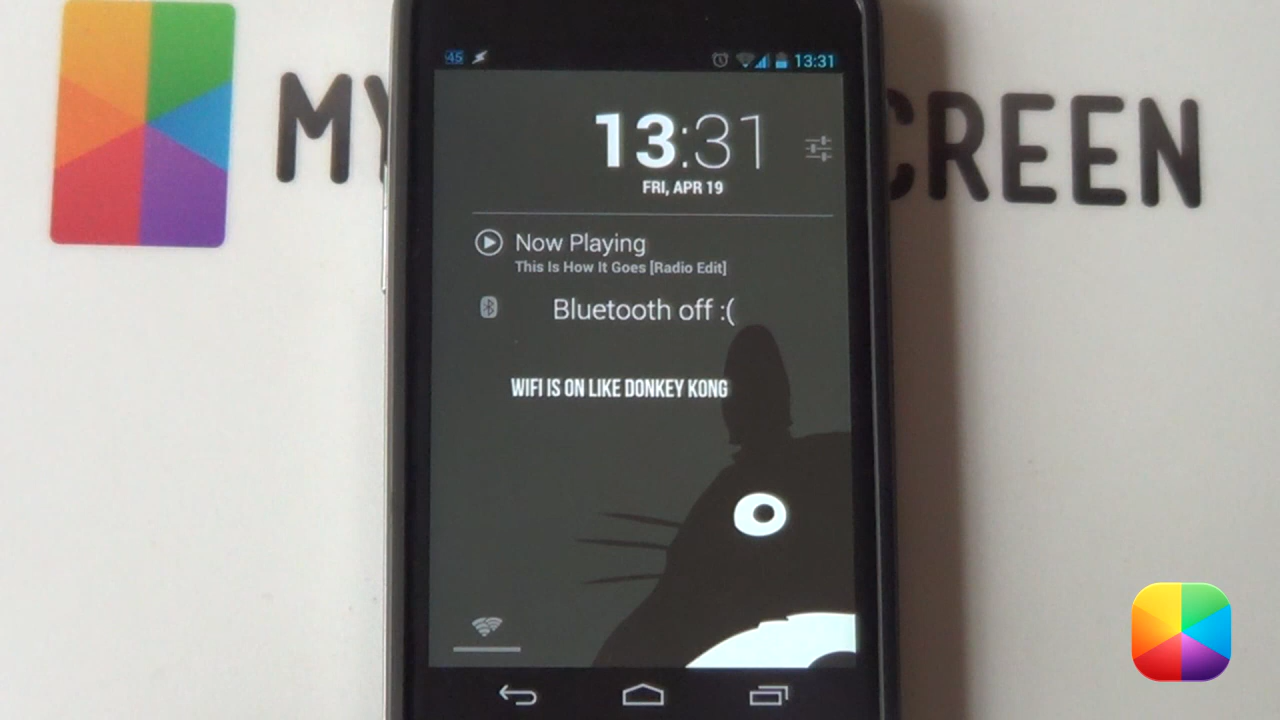 MY CREEN
45 13:31
13:31
FRI, APR 19
Now Playing
This Is How It Goes [Radio Edit]
Bluetooth off :(
WIFI IS ON LIKE DONKEY KONG